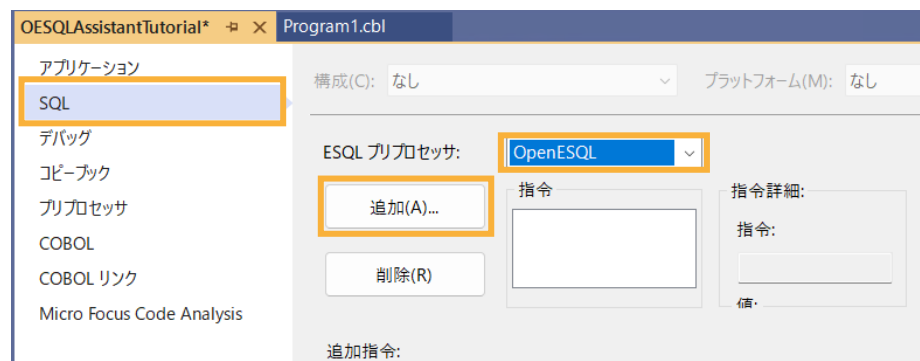 OESQLAssistantTutorial* Program1.cbl
アプリケーション
SQL
デバッグ
コピーブック
プリプロセッサ
COBOL
COBOL リンク
Micro Focus Code Analysis
構成(C): なし プラットフォーム(M): なし
ESQL プリプロセッサ: OpenESQL
追加(A)...
削除(R)
指令
指令詳細:
指令:
値:
追加指令: